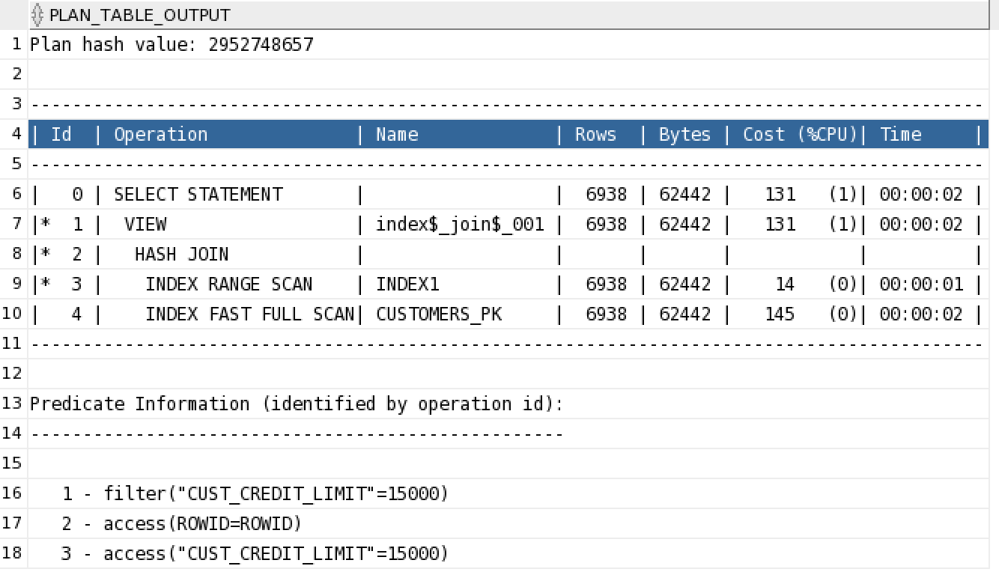 PLAN_TABLE_OUTPUT
1 Plan hash value: 2952748657
2
3 -------------------------------------------------------------------------------------------
4 | Id  | Operation              | Name             | Rows  | Bytes | Cost (%CPU)| Time     |
5 -------------------------------------------------------------------------------------------
6 |   0 | SELECT STATEMENT       |                  |  6938 | 62442 |   131   (1)| 00:00:02 |
7 |*  1 |  VIEW                  | index$_join$_001 |  6938 | 62442 |   131   (1)| 00:00:02 |
8 |*  2 |   HASH JOIN            |                  |       |       |            |          |
9 |*  3 |    INDEX RANGE SCAN    | INDEX1           |  6938 | 62442 |    14   (0)| 00:00:01 |
10 |   4 |    INDEX FAST FULL SCAN| CUSTOMERS_PK     |  6938 | 62442 |   145   (0)| 00:00:02 |
11 -------------------------------------------------------------------------------------------
12
13 Predicate Information (identified by operation id):
14 ---------------------------------------------------
15
16    1 - filter("CUST_CREDIT_LIMIT"=15000)
17    2 - access(ROWID=ROWID)
18    3 - access("CUST_CREDIT_LIMIT"=15000)